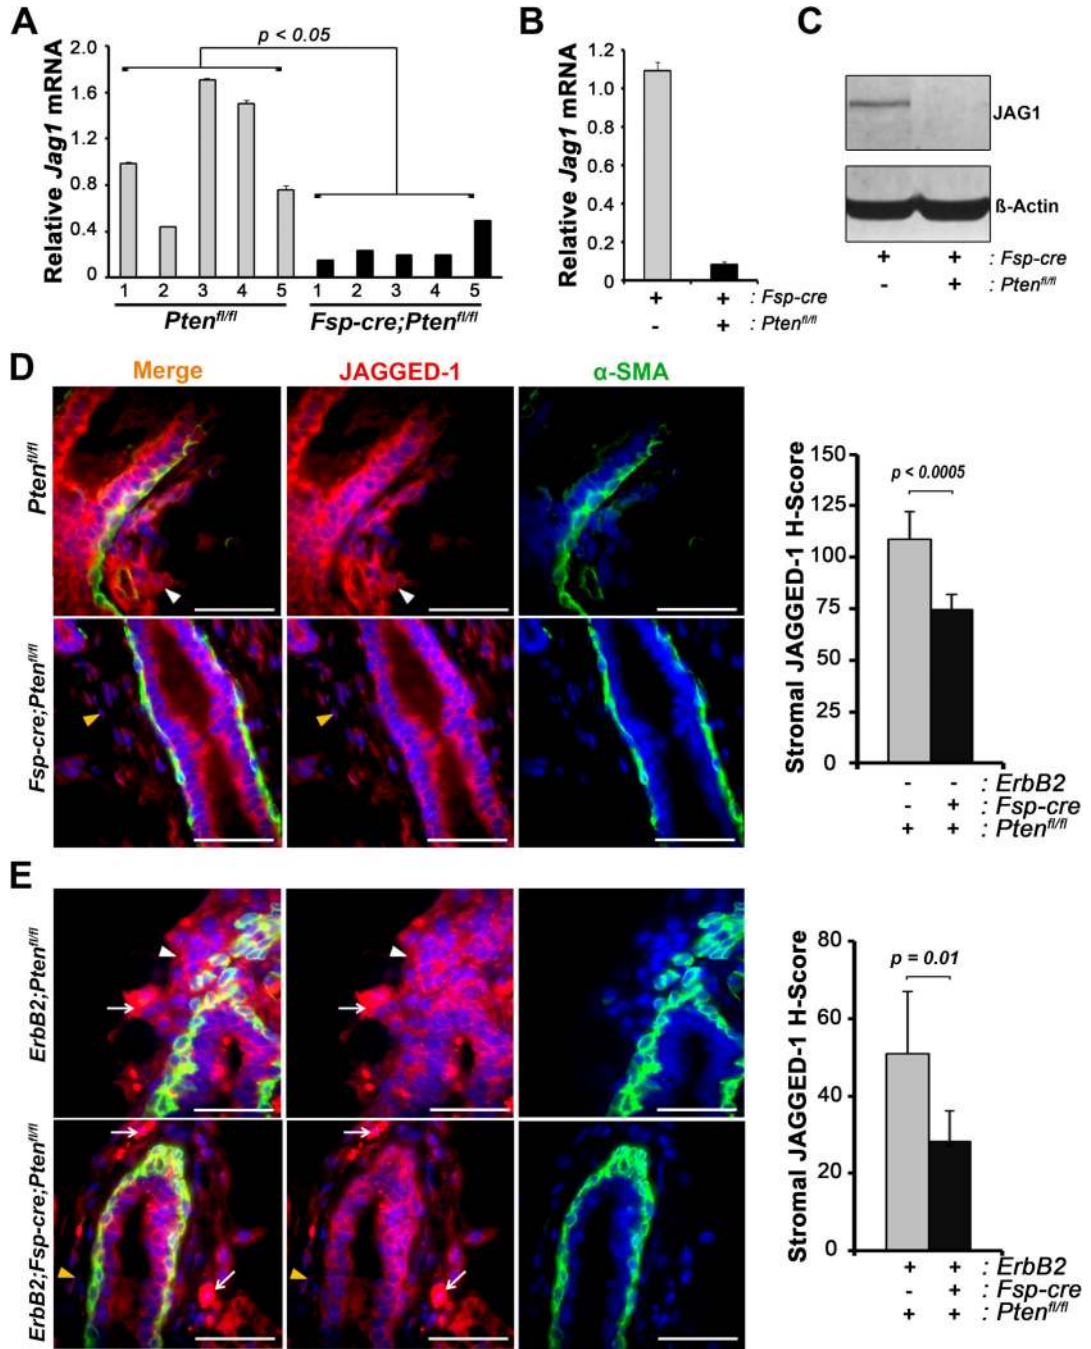 A
Relative Jag1 mRNA
p < 0.05
2.0
1.6
1.2
0.8
0.4
0
1 2 3 4 5 1 2 3 4 5
Pten^fl/fl Fsp-cre;Pten^fl/fl
B
Relative Jag1 mRNA
1.2
1.0
0.8
0.6
0.4
0.2
0
+ + : Fsp-cre
- + : Pten^fl/fl
C
JAG1
ß-Actin
+ + : Fsp-cre
- + : Pten^fl/fl
D
Merge JAGGED-1 α-SMA
Pten^fl/fl
Fsp-cre;Pten^fl/fl
Stromal JAGGED-1 H-Score
150
125
100
75
50
25
0
p < 0.0005
- - : ErbB2
- + : Fsp-cre
+ + : Pten^fl/fl
E
ErbB2;Pten^fl/fl
ErbB2;Fsp-cre;Pten^fl/fl
Stromal JAGGED-1 H-Score
80
60
40
20
0
p = 0.01
+ + : ErbB2
- + : Fsp-cre
+ + : Pten^fl/fl